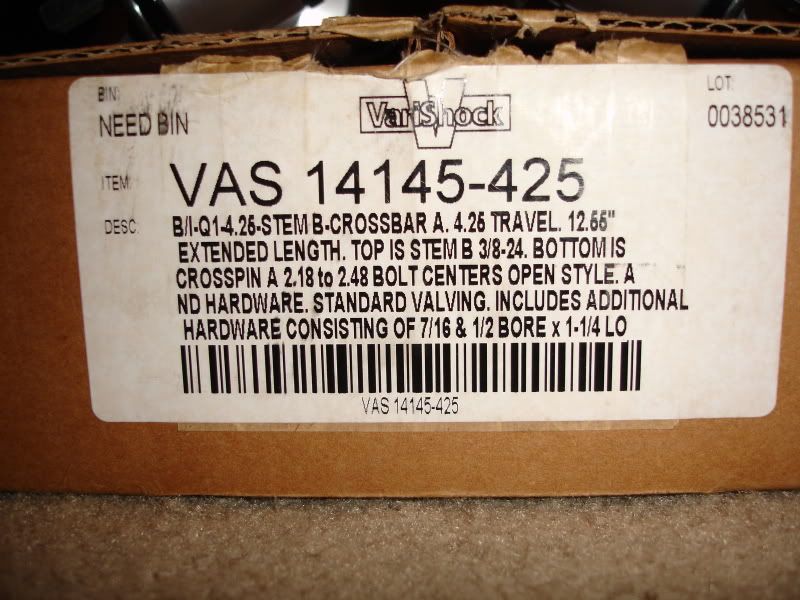 BIN:
NEED BIN
VariShock
LOT:
0038531
ITEM:
VAS 14145-425
DESC:
B/I-Q1-4.25-STEM B-CROSSBAR A. 4.25 TRAVEL. 12.55"
EXTENDED LENGTH. TOP IS STEM B 3/8-24. BOTTOM IS
CROSSPIN A 2.18 to 2.48 BOLT CENTERS OPEN STYLE. A
ND HARDWARE. STANDARD VALVING. INCLUDES ADDITIONAL
HARDWARE CONSISTING OF 7/16 & 1/2 BORE x 1-1/4 LO
VAS 14145-425